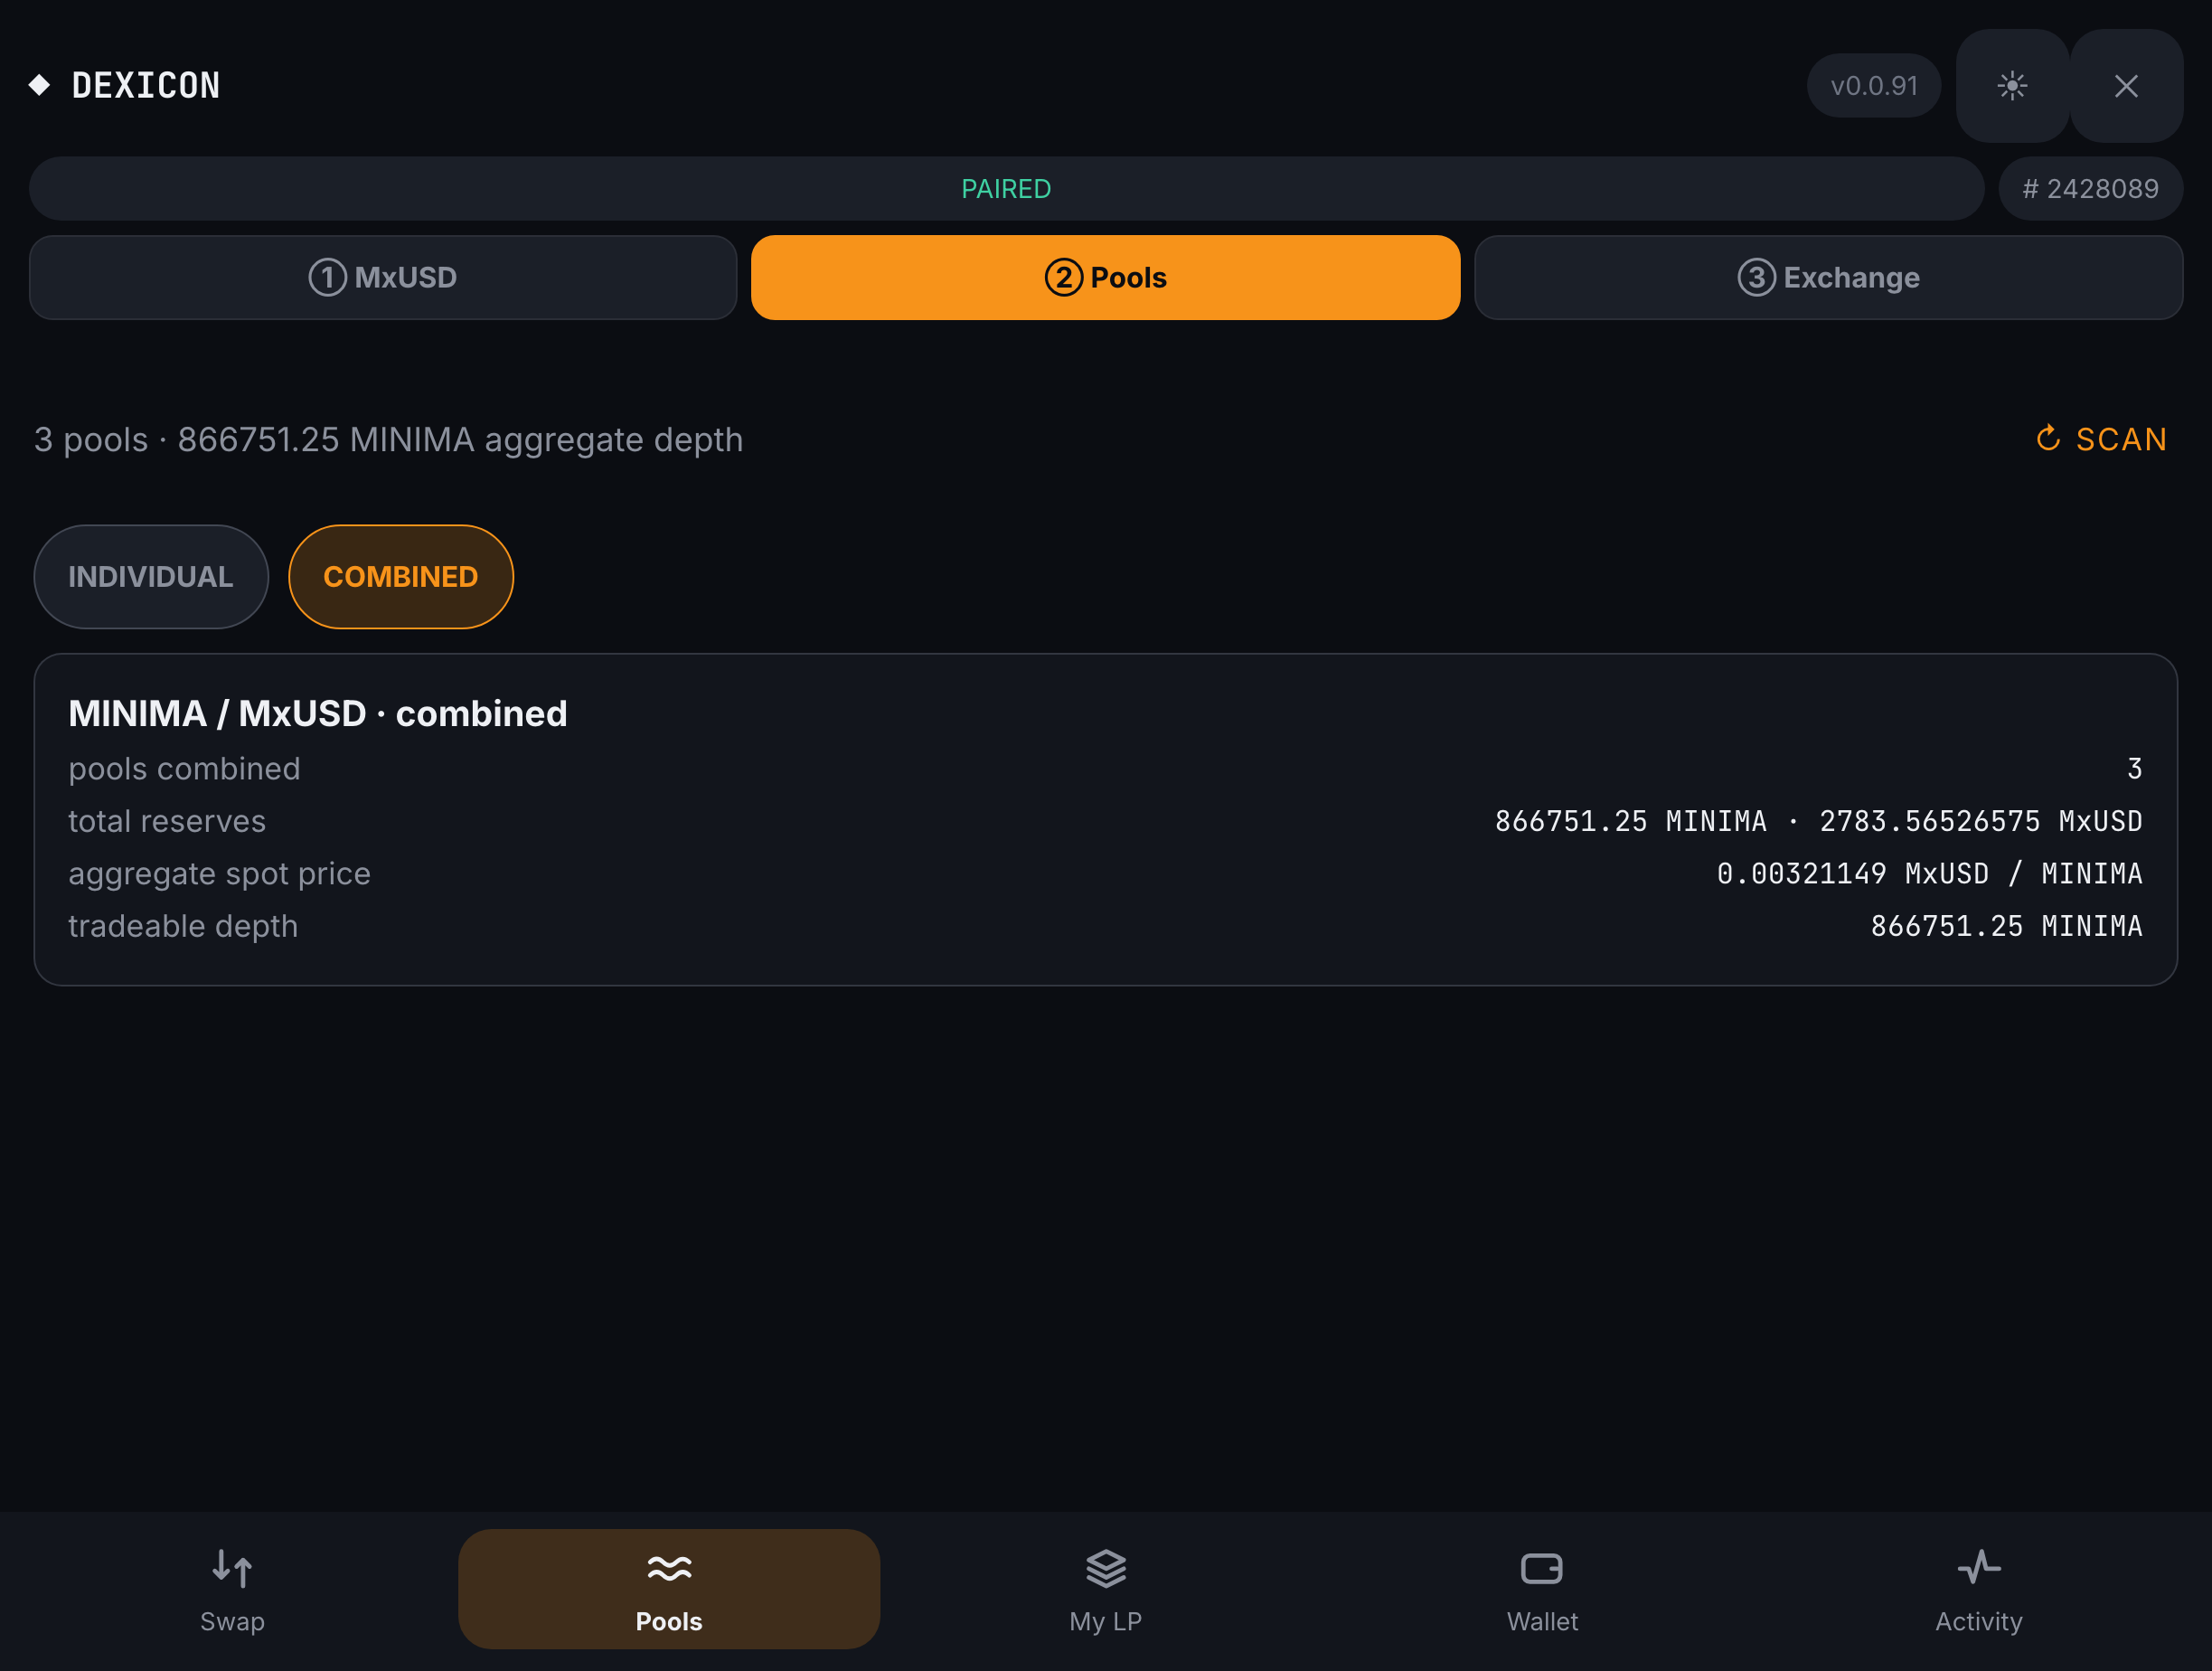 ◆ DEXICON
v0.0.91
PAIRED
# 2428089
① MxUSD
② Pools
③ Exchange
3 pools · 866751.25 MINIMA aggregate depth
↻ SCAN
INDIVIDUAL
COMBINED
MINIMA / MxUSD · combined
pools combined 3
total reserves 866751.25 MINIMA · 2783.56526575 MxUSD
aggregate spot price 0.00321149 MxUSD / MINIMA
tradeable depth 866751.25 MINIMA
Swap
Pools
My LP
Wallet
Activity